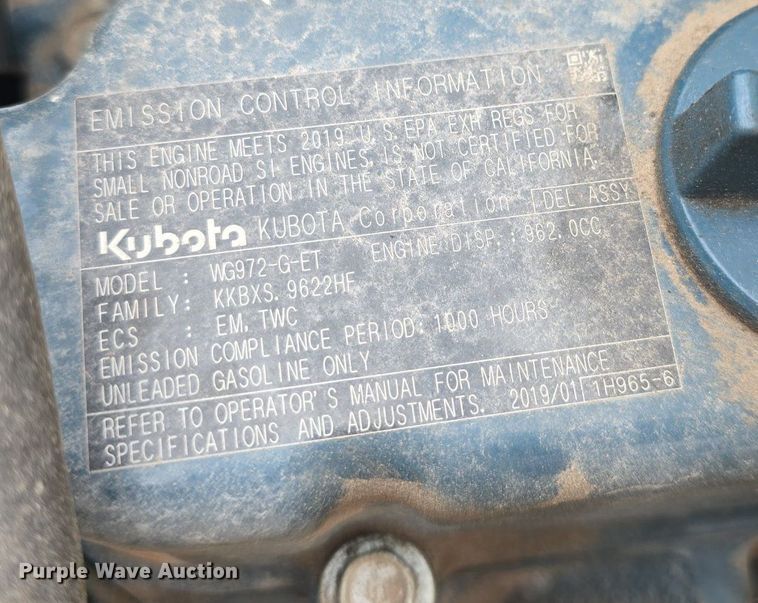 EMISSION CONTROL INFORMATION
THIS ENGINE MEETS 2019 U.S.EPA EXH REGS FOR
SMALL NONROAD SI ENGINES.IS NOT CERTIFIED FOR
SALE OR OPERATION IN THE STATE OF CALIFORNIA.
Kubota KUBOTA Corporation DEL ASSY
MODEL : WG972-G-ET ENGINE DISP.: 962.0CC
FAMILY: KKBXS.9622HF
ECS : EM,TWC
EMISSION COMPLIANCE PERIOD: 1000 HOURS
UNLEADED GASOLINE ONLY
REFER TO OPERATOR'S MANUAL FOR MAINTENANCE
SPECIFICATIONS AND ADJUSTMENTS. 2019/01 1H965-6
Purple Wave Auction